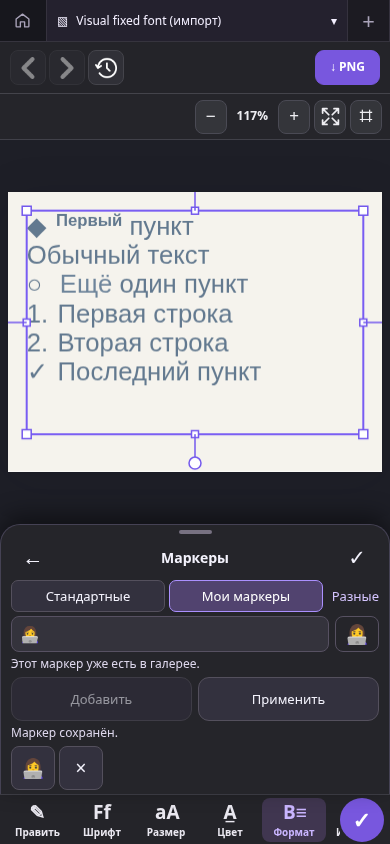 Visual fixed font (импорт) ▾ +
↓ PNG
− 117% +
◆ Первый пункт
Обычный текст
○ Ещё один пункт
1. Первая строка
2. Вторая строка
✓ Последний пункт
← Маркеры ✓
Стандартные Мои маркеры Разные
👩‍💻 👩‍💻
Этот маркер уже есть в галерее.
Добавить Применить
Маркер сохранён.
👩‍💻 ×
✎ Ff aA A B≡ ✓
Править Шрифт Размер Цвет Формат